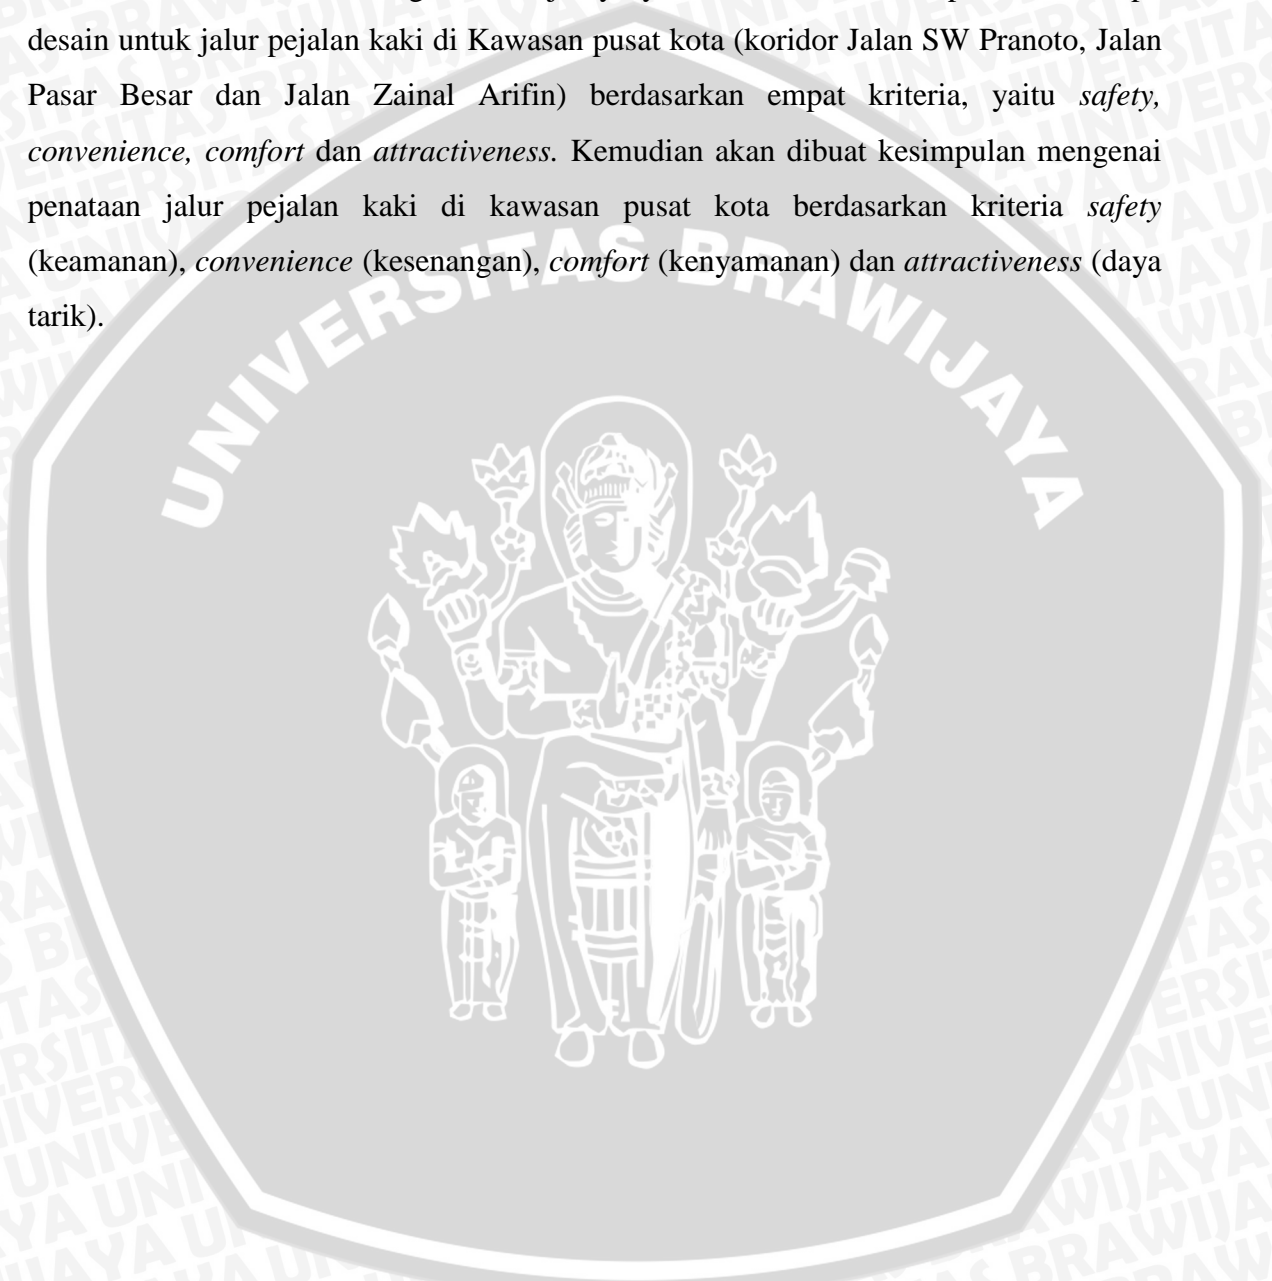 desain untuk jalur pejalan kaki di Kawasan pusat kota (koridor Jalan SW Pranoto, Jalan
Pasar Besar dan Jalan Zainal Arifin) berdasarkan empat kriteria, yaitu safety,
convenience, comfort dan attractiveness. Kemudian akan dibuat kesimpulan mengenai
penataan jalur pejalan kaki di kawasan pusat kota berdasarkan kriteria safety
(keamanan), convenience (kesenangan), comfort (kenyamanan) dan attractiveness (daya
tarik).
UNIVERSITAS BRAWIJAYA